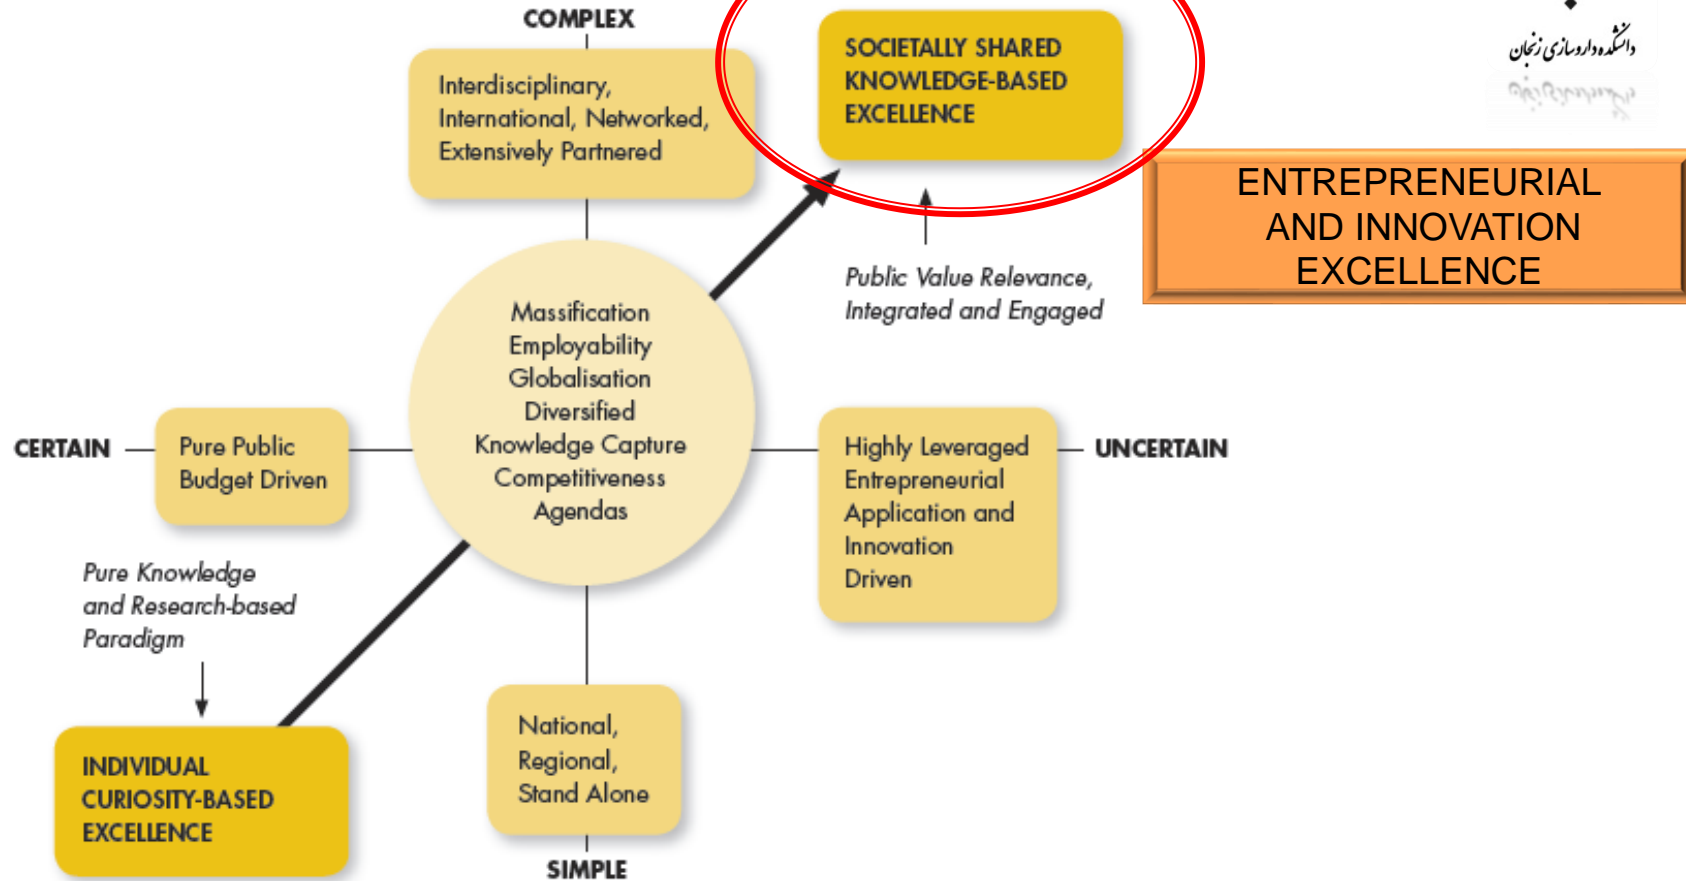 COMPLEX
Interdisciplinary,
International, Networked,
Extensively Partnered
SOCIETALLY SHARED
KNOWLEDGE-BASED
EXCELLENCE
دانشکده داروسازی زنجان
ENTREPRENEURIAL
AND INNOVATION
EXCELLENCE
Public Value Relevance,
Integrated and Engaged
Massification
Employability
Globalisation
Diversified
Knowledge Capture
Competitiveness
Agendas
CERTAIN
Pure Public
Budget Driven
Highly Leveraged
Entrepreneurial
Application and
Innovation
Driven
UNCERTAIN
Pure Knowledge
and Research-based
Paradigm
INDIVIDUAL
CURIOSITY-BASED
EXCELLENCE
National,
Regional,
Stand Alone
SIMPLE